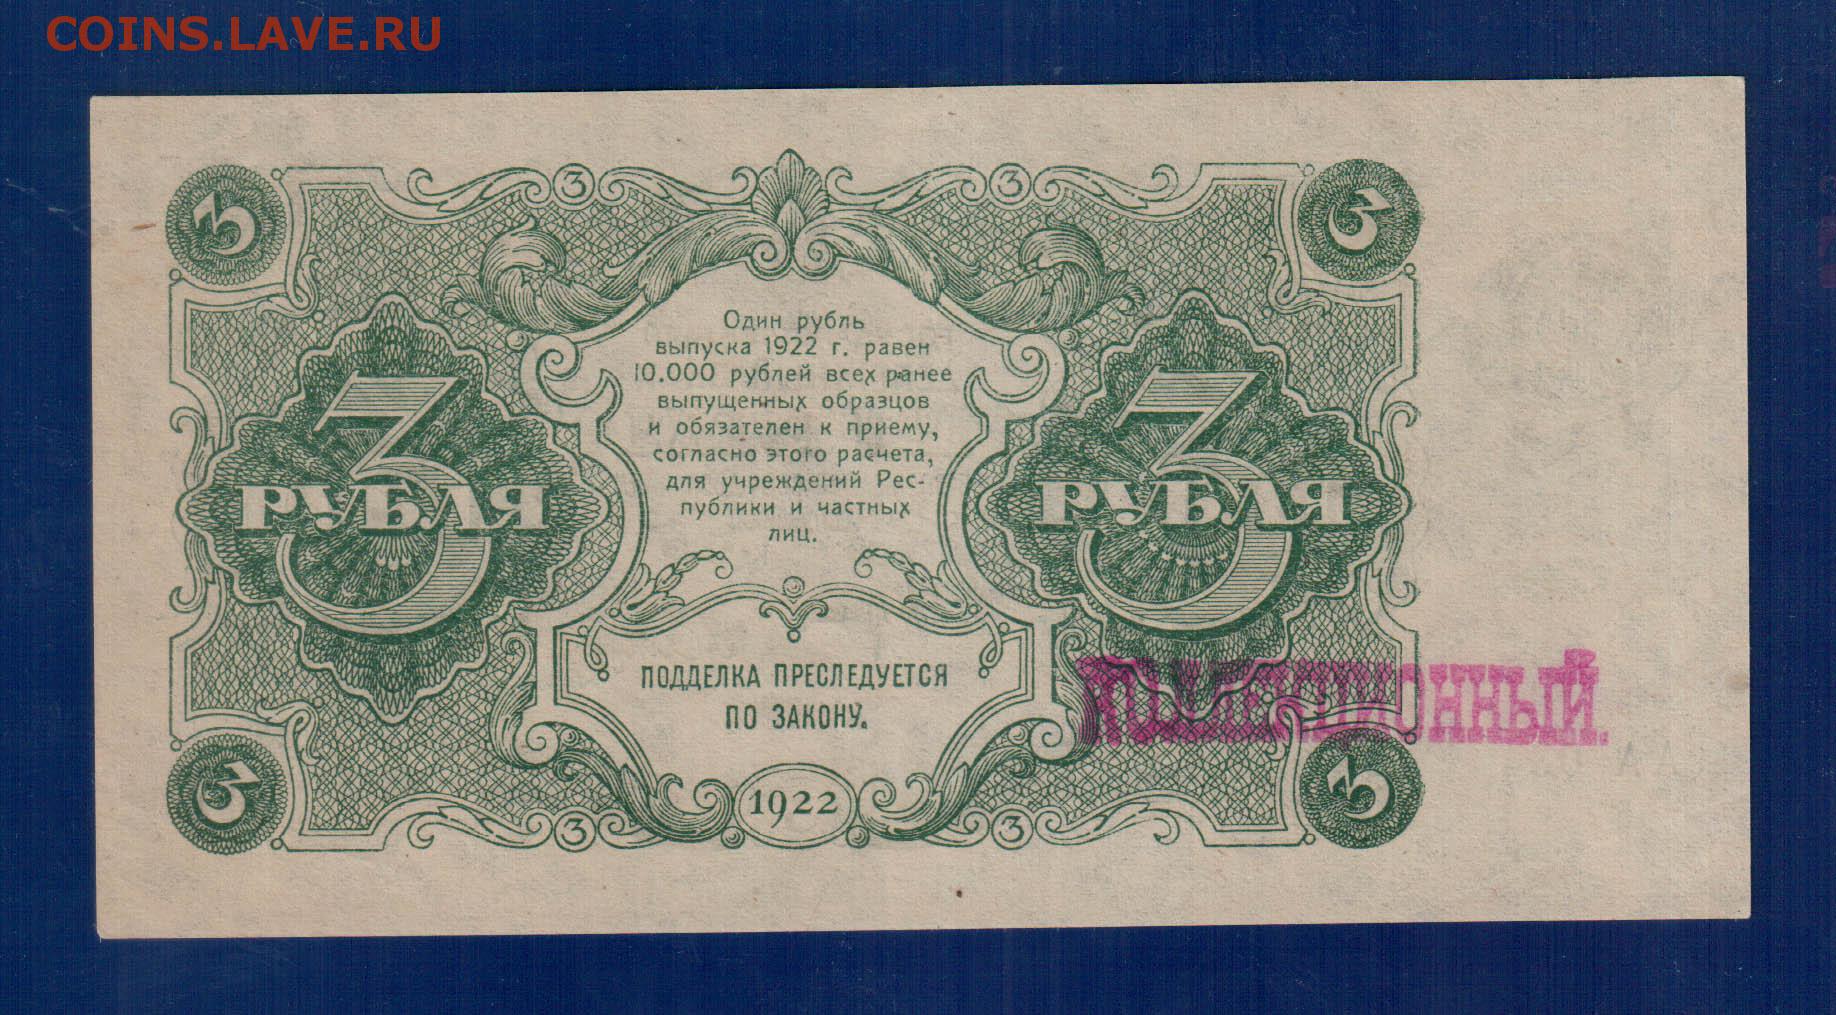 COINS.LAVE.RU
3 3 3 3
Один рубль
выпуска 1922 г. равен
10.000 рублей всех ранее
выпущенных образцов
и обязателен к приему,
согласно этого расчета,
для учреждений Рес-
публики и частных
лиц.
3 3
РУБЛЯ РУБЛЯ
ПОДДЕЛКА ПРЕСЛЕДУЕТСЯ
ПО ЗАКОНУ.
КОЛЛЕКЦИОННЫЙ.
3 3 1922 3 3